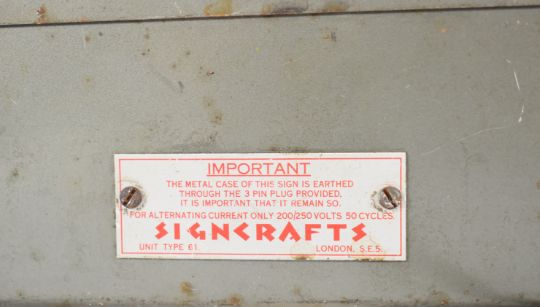 IMPORTANT
THE METAL CASE OF THIS SIGN IS EARTHED
THROUGH THE 3 PIN PLUG PROVIDED.
IT IS IMPORTANT THAT IT REMAIN SO.
FOR ALTERNATING CURRENT ONLY 200/250 VOLTS 50 CYCLES.
SIGNCRAFTS
UNIT TYPE 61. LONDON, S.E.5.